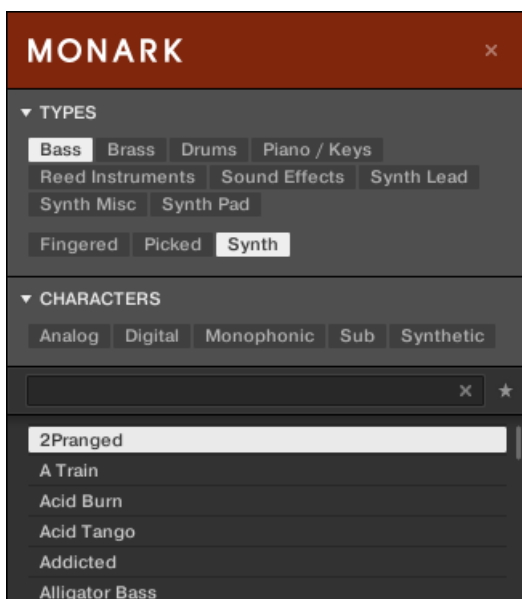 MONARK ×
▼ TYPES
Bass Brass Drums Piano / Keys
Reed Instruments Sound Effects Synth Lead
Synth Misc Synth Pad
Fingered Picked Synth
▼ CHARACTERS
Analog Digital Monophonic Sub Synthetic
× ★
2Pranged
A Train
Acid Burn
Acid Tango
Addicted
Alligator Bass